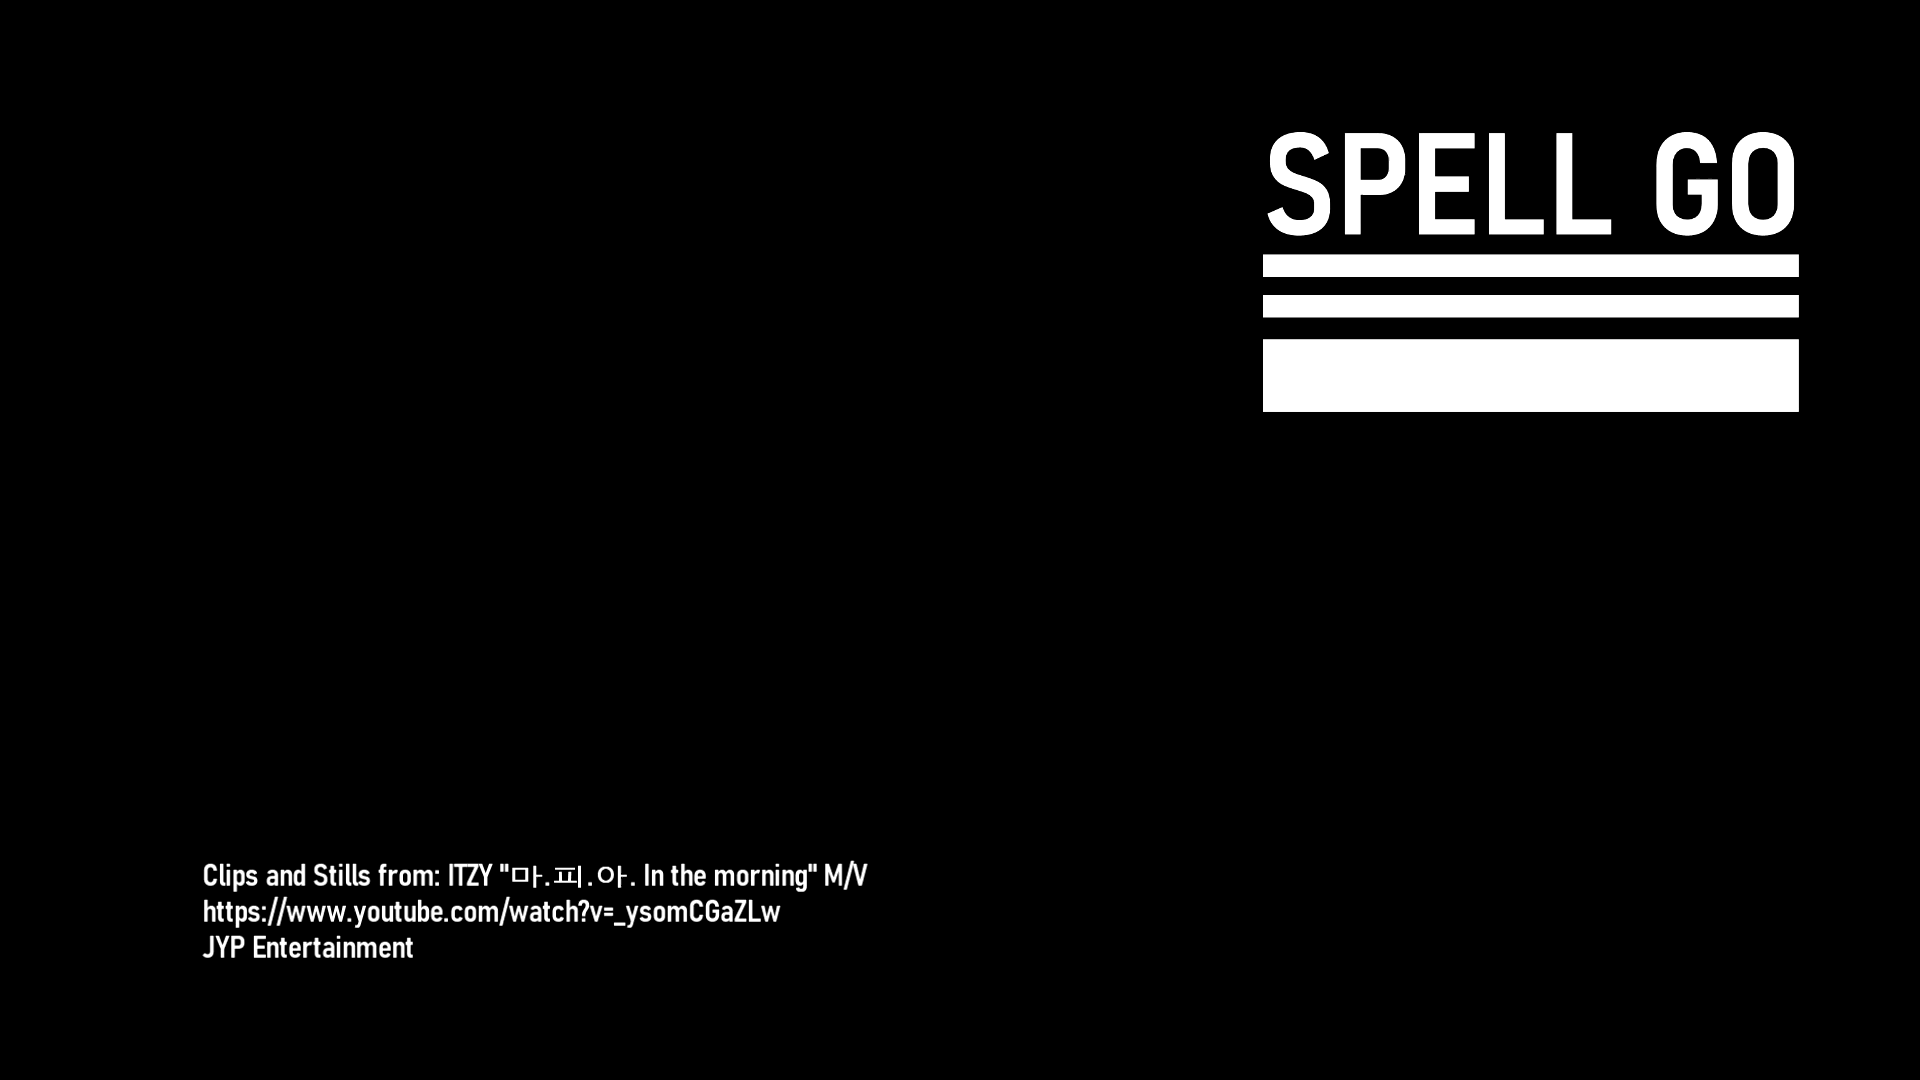 SPELL GO
Clips and Stills from: ITZY "마.피.아. In the morning" M/V
https://www.youtube.com/watch?v=_ysomCGaZLw
JYP Entertainment